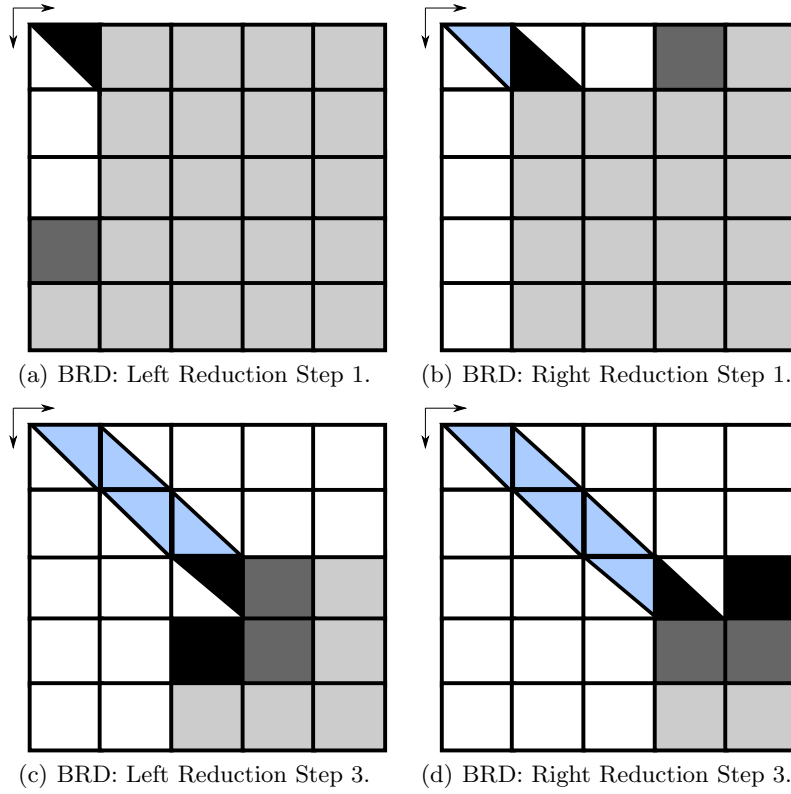 (a) BRD: Left Reduction Step 1.
(b) BRD: Right Reduction Step 1.
(c) BRD: Left Reduction Step 3.
(d) BRD: Right Reduction Step 3.